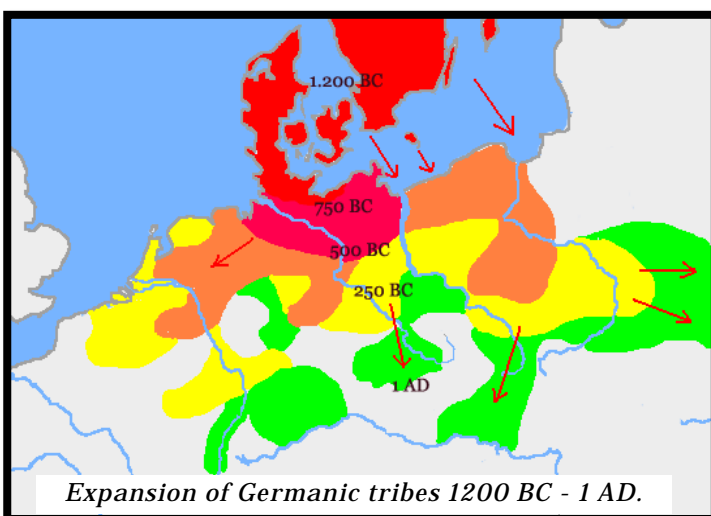 1.200 BC
750 BC
500 BC
250 BC
1 AD
Expansion of Germanic tribes 1200 BC - 1 AD.